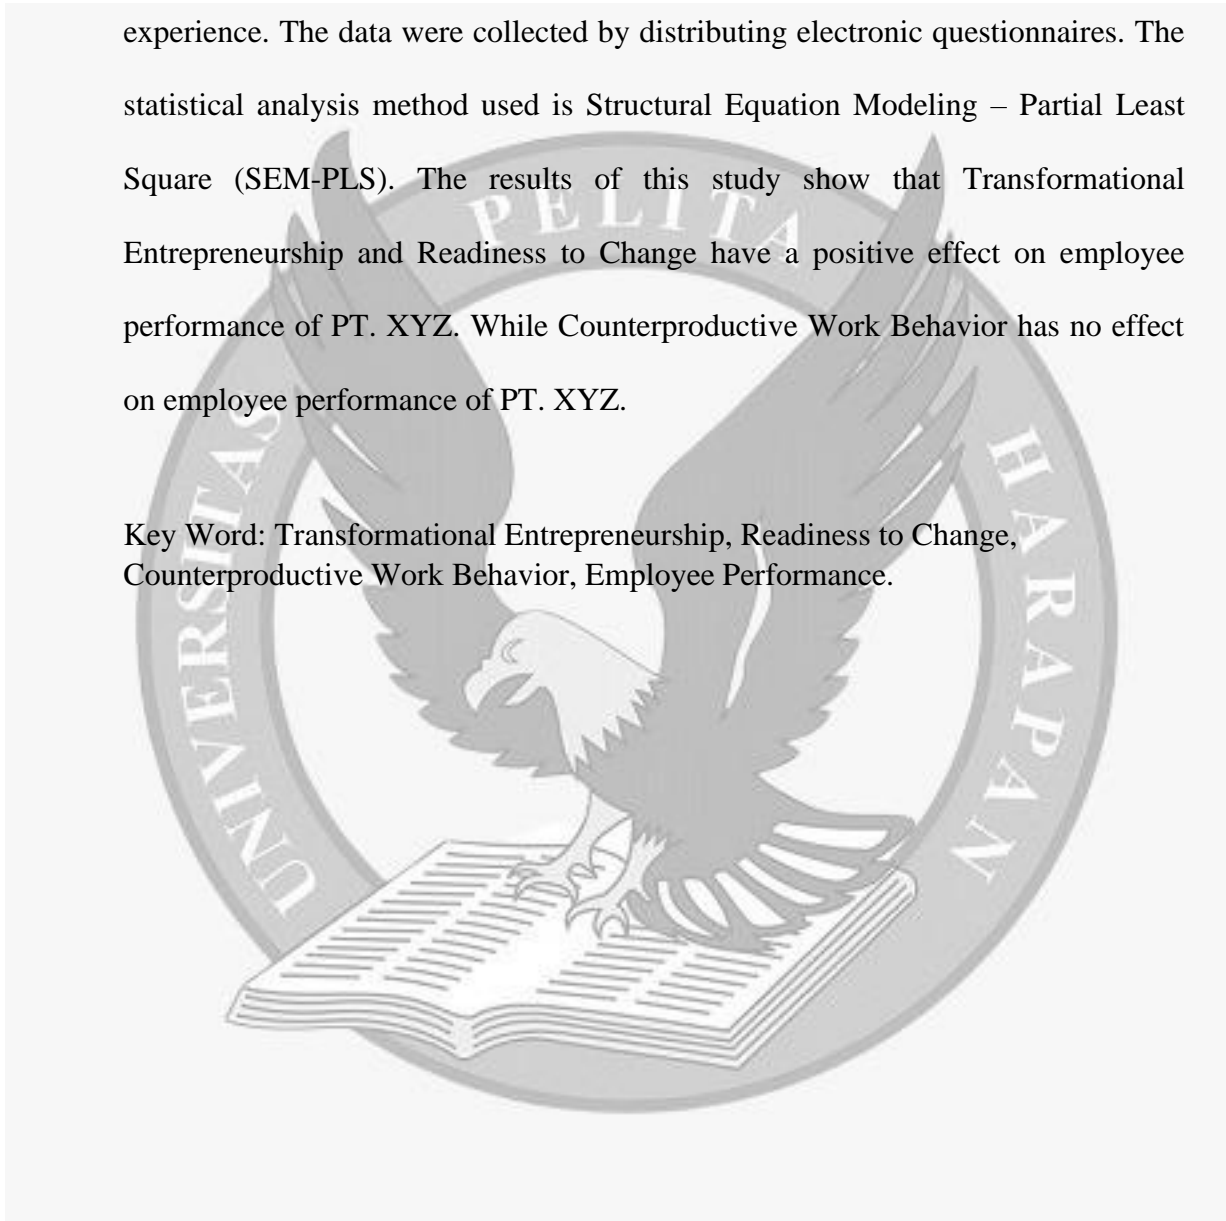 experience. The data were collected by distributing electronic questionnaires. The
statistical analysis method used is Structural Equation Modeling – Partial Least
Square (SEM-PLS). The results of this study show that Transformational
Entrepreneurship and Readiness to Change have a positive effect on employee
performance of PT. XYZ. While Counterproductive Work Behavior has no effect
on employee performance of PT. XYZ.
Key Word: Transformational Entrepreneurship, Readiness to Change,
Counterproductive Work Behavior, Employee Performance.
UNIVERSITAS PELITA HARAPAN